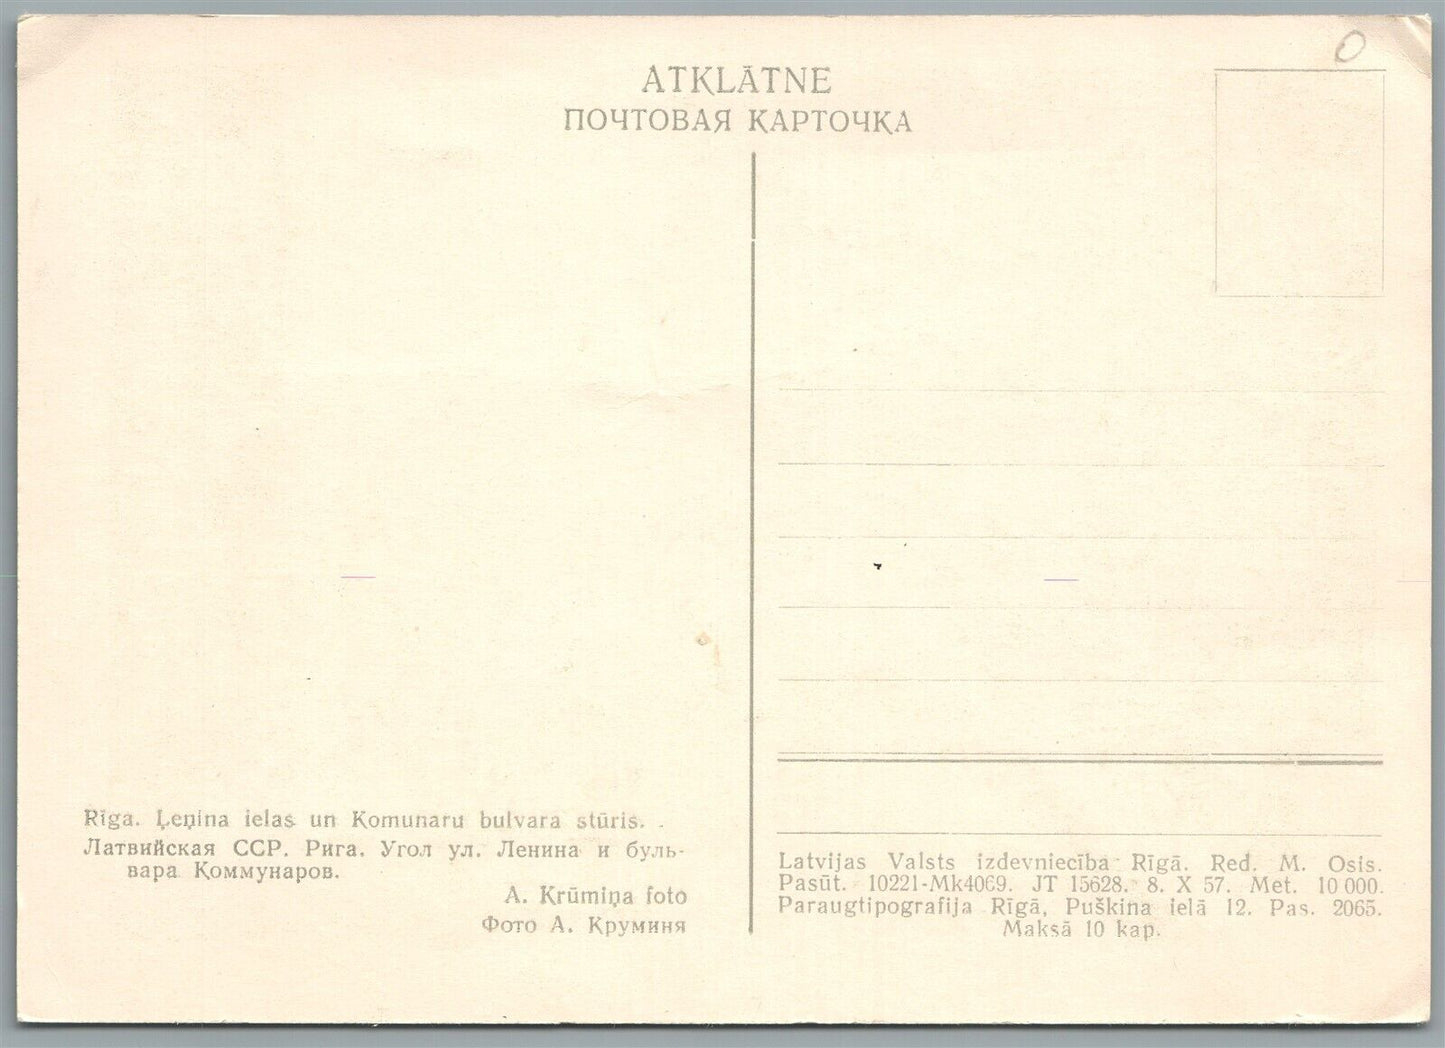 ATKLĀTNE
ПОЧТОВАЯ КАРТОЧКА
Rīga. Ļeņina ielas un Komunaru bulvara stūris.
Латвийская ССР. Рига. Угол ул. Ленина и буль-
вара Коммунаров.
A. Krūmiņa foto
Фото А. Круминя
Latvijas Valsts izdevniecība Rīgā. Red. M. Osis.
Pasūt. 10221-Mk4069. JT 15628. 8. X 57. Met. 10 000.
Paraugtipografija Rīgā, Puškina ielā 12. Pas. 2065.
Maksā 10 kap.